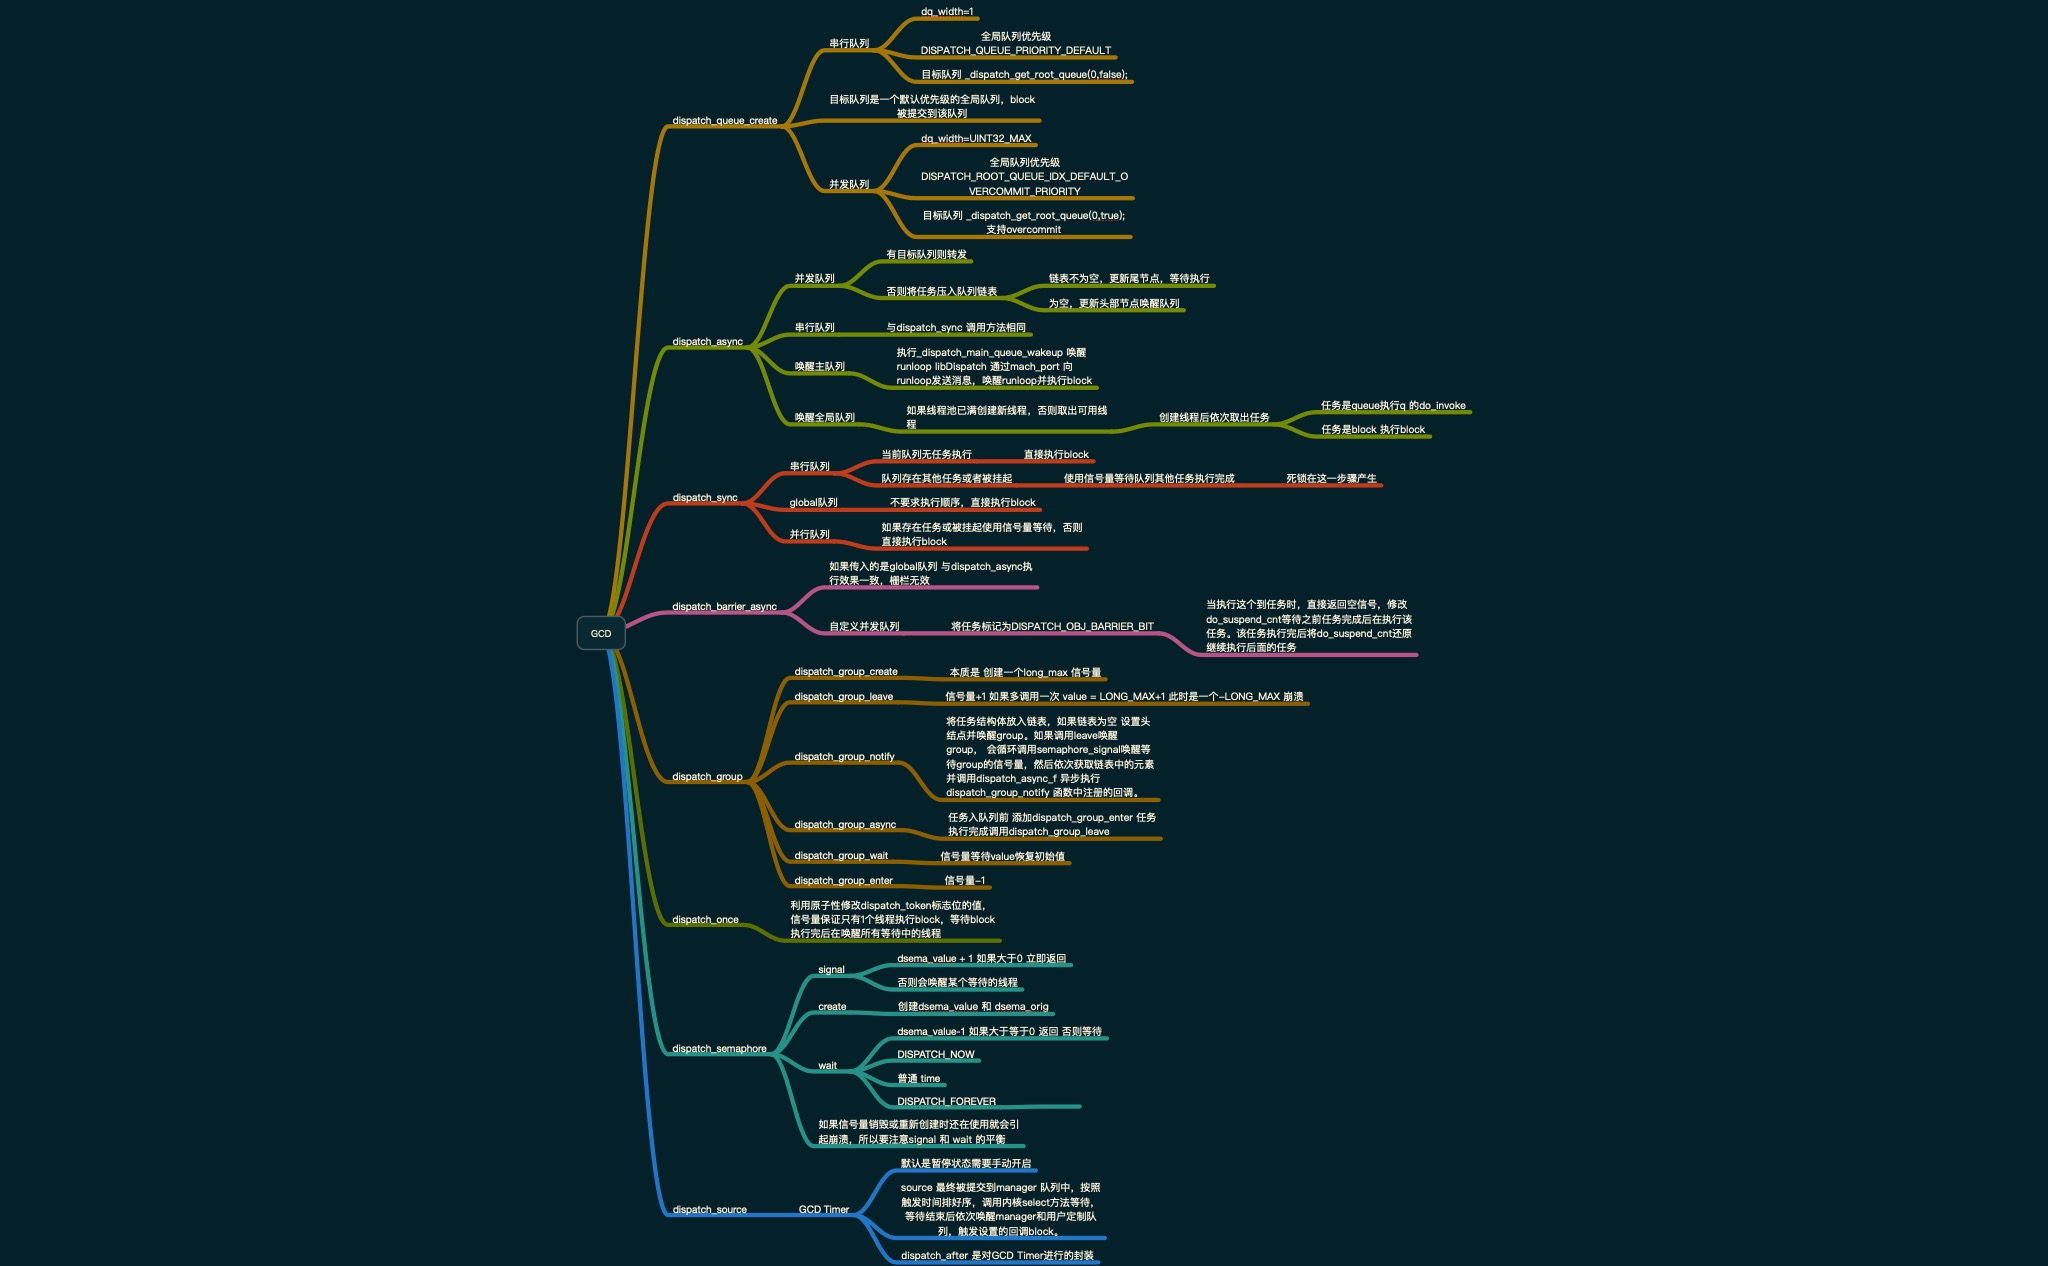 GCD
dispatch_queue_create
串行队列
dq_width=1
全局队列优先级
DISPATCH_QUEUE_PRIORITY_DEFAULT
目标队列 _dispatch_get_root_queue(0,false);
目标队列是一个默认优先级的全局队列，block
被提交到该队列
并发队列
dq_width=UINT32_MAX
全局队列优先级
DISPATCH_ROOT_QUEUE_IDX_DEFAULT_O
VERCOMMIT_PRIORITY
目标队列 _dispatch_get_root_queue(0,true);
支持overcommit
dispatch_async
并发队列
有目标队列则转发
否则将任务压入队列链表
链表不为空，更新尾节点，等待执行
为空，更新头部节点唤醒队列
串行队列
与dispatch_sync 调用方法相同
唤醒主队列
执行_dispatch_main_queue_wakeup 唤醒
runloop libDispatch 通过mach_port 向
runloop发送消息，唤醒runloop并执行block
唤醒全局队列
如果线程池已满创建新线程，否则取出可用线
程
创建线程后依次取出任务
任务是queue执行q 的do_invoke
任务是block 执行block
dispatch_sync
串行队列
当前队列无任务执行
直接执行block
队列存在其他任务或者被挂起
使用信号量等待队列其他任务执行完成
死锁在这一步骤产生
global队列
不要求执行顺序，直接执行block
并行队列
如果存在任务或被挂起使用信号量等待，否则
直接执行block
dispatch_barrier_async
如果传入的是global队列 与dispatch_async执
行效果一致，栅栏无效
自定义并发队列
将任务标记为DISPATCH_OBJ_BARRIER_BIT
当执行这个到任务时，直接返回空信号，修改
do_suspend_cnt等待之前任务完成后在执行该
任务。该任务执行完后将do_suspend_cnt还原
继续执行后面的任务
dispatch_group
dispatch_group_create
本质是 创建一个long_max 信号量
dispatch_group_leave
信号量+1 如果多调用一次 value = LONG_MAX+1 此时是一个-LONG_MAX 崩溃
dispatch_group_notify
将任务结构体放入链表，如果链表为空 设置头
结点并唤醒group。如果调用leave唤醒
group， 会循环调用semaphore_signal唤醒等
待group的信号量，然后依次获取链表中的元素
并调用dispatch_async_f 异步执行
dispatch_group_notify 函数中注册的回调。
dispatch_group_async
任务入队列前 添加dispatch_group_enter 任务
执行完成调用dispatch_group_leave
dispatch_group_wait
信号量等待value恢复初始值
dispatch_group_enter
信号量-1
dispatch_once
利用原子性修改dispatch_token标志位的值，
信号量保证只有1个线程执行block，等待block
执行完后在唤醒所有等待中的线程
dispatch_semaphore
signal
dsema_value + 1 如果大于0 立即返回
否则会唤醒某个等待的线程
create
创建dsema_value 和 dsema_orig
wait
dsema_value-1 如果大于等于0 返回 否则等待
DISPATCH_NOW
普通 time
DISPATCH_FOREVER
如果信号量销毁或重新创建时还在使用就会引
起崩溃，所以要注意signal 和 wait 的平衡
dispatch_source
GCD Timer
默认是暂停状态需要手动开启
source 最终被提交到manager 队列中，按照
触发时间排好序，调用内核select方法等待，
等待结束后依次唤醒manager和用户定制队
列，触发设置的回调block。
dispatch_after 是对GCD Timer进行的封装